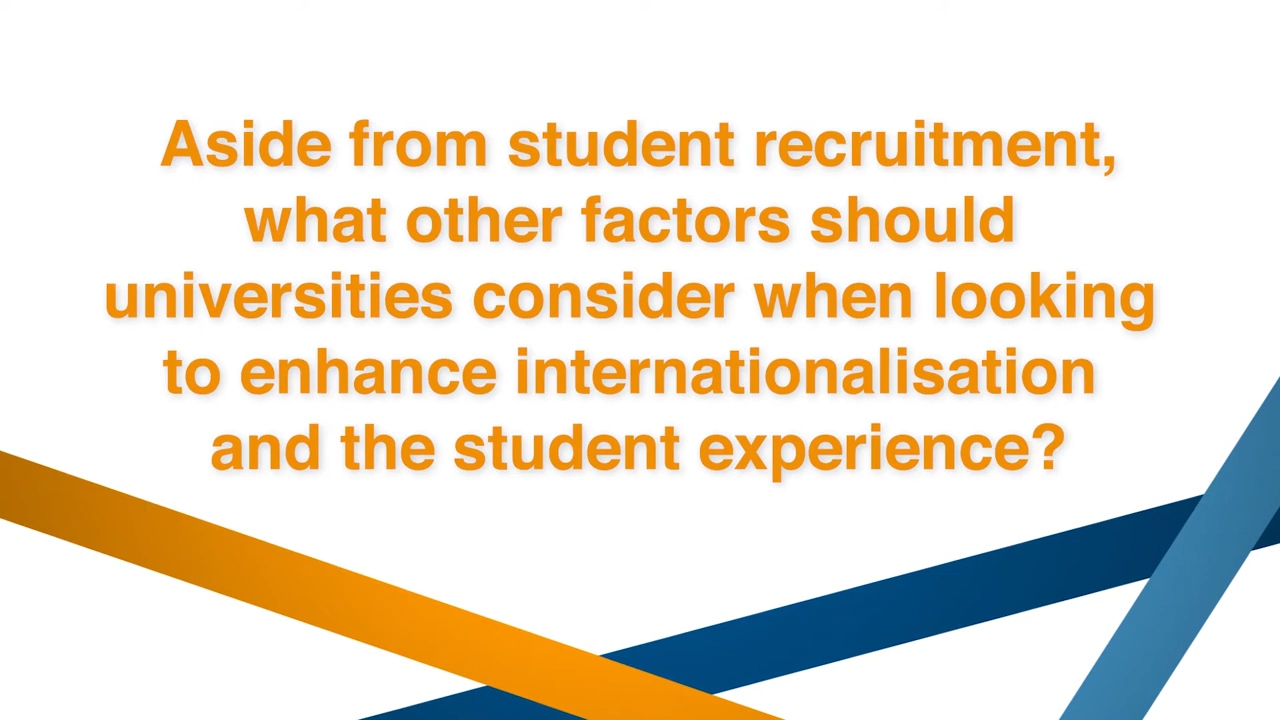 Aside from student recruitment,
what other factors should
universities consider when looking
to enhance internationalisation
and the student experience?